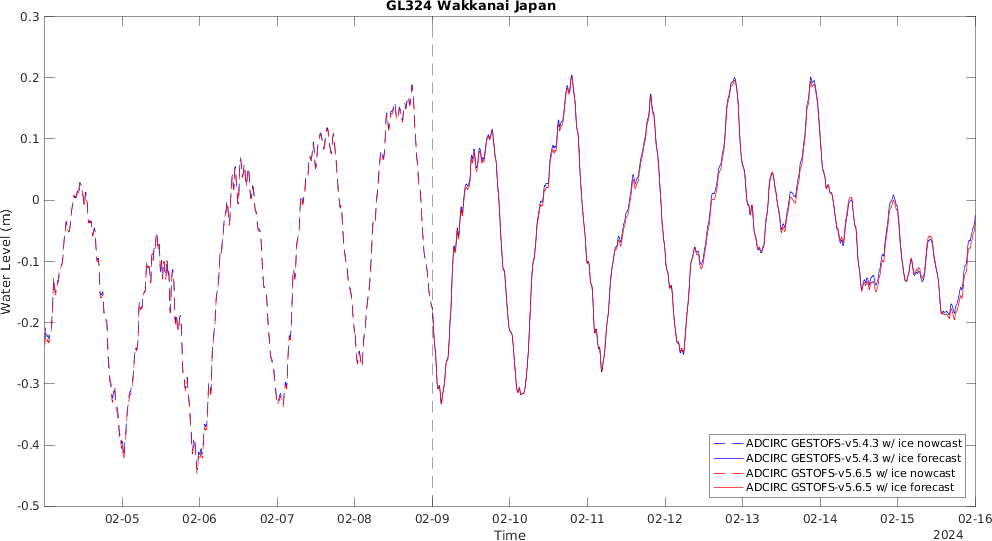 GL324 Wakkanai Japan
0.3
0.2
0.1
0
-0.1
-0.2
-0.3
-0.4
-0.5
Water Level (m)
ADCIRC GESTOFS-v5.4.3 w/ ice nowcast
ADCIRC GESTOFS-v5.4.3 w/ ice forecast
ADCIRC GSTOFS-v5.6.5 w/ ice nowcast
ADCIRC GSTOFS-v5.6.5 w/ ice forecast
02-05 02-06 02-07 02-08 02-09 02-10 02-11 02-12 02-13 02-14 02-15 02-16
Time
2024